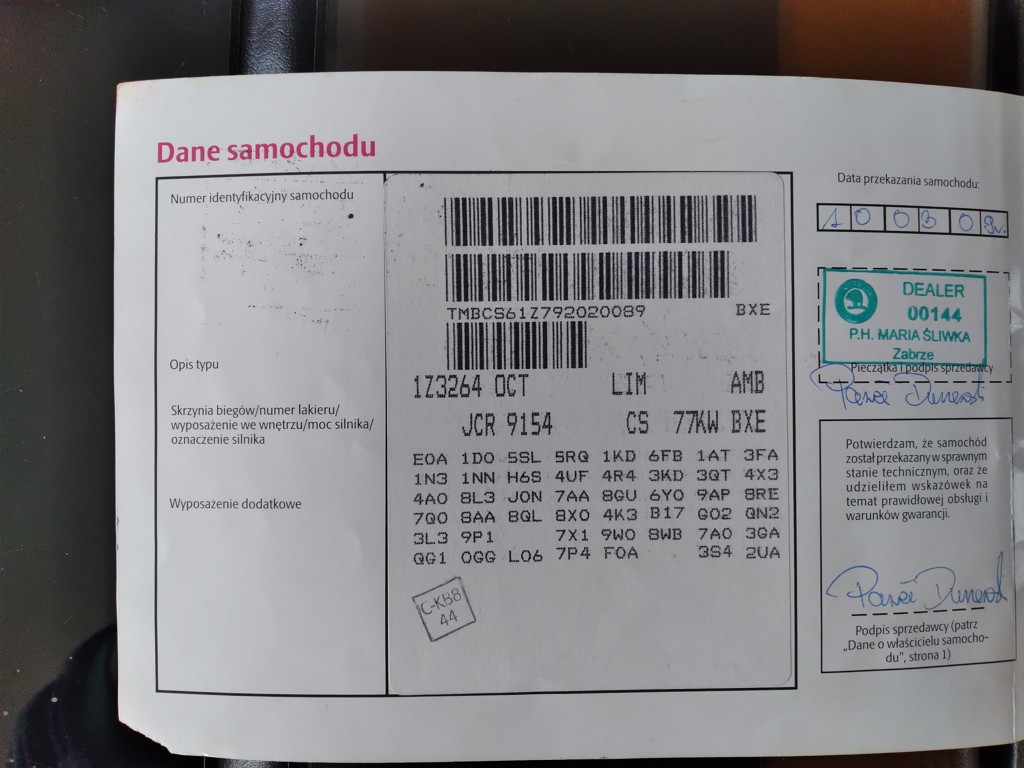 Dane samochodu
Numer identyfikacyjny samochodu
TMBCS61Z792020089 BXE
Opis typu
1Z3264 OCT LIM AMB
Skrzynia biegów/numer lakieru/
wyposażenie we wnętrzu/moc silnika/
oznaczenie silnika
JCR 9154 CS 77KW BXE
Wyposażenie dodatkowe
E0A 1D0 5SL 5RQ 1KD 6FB 1AT 3FA
1N3 1NN H6S 4UF 4R4 3KD 3QT 4X3
4A0 8L3 J0N 7AA 8GU 6Y0 9AP 8RE
7Q0 8AA 8QL 8X0 4K3 B17 G02 QN2
3L3 9P1 7X1 9W0 8WB 7A0 3GA
QG1 0GG L06 7P4 F0A 3S4 2UA
C-KB8
44
Data przekazania samochodu:
10 03 09r.
DEALER
00144
P.H. MARIA ŚLIWKA
Zabrze
Pieczątka i podpis sprzedawcy
Potwierdzam, że samochód
został przekazany w sprawnym
stanie technicznym, oraz że
udzieliłem wskazówek na
temat prawidłowej obsługi i
warunków gwarancji.
Podpis sprzedawcy (patrz
„Dane o właścicielu samocho-
du", strona 1)